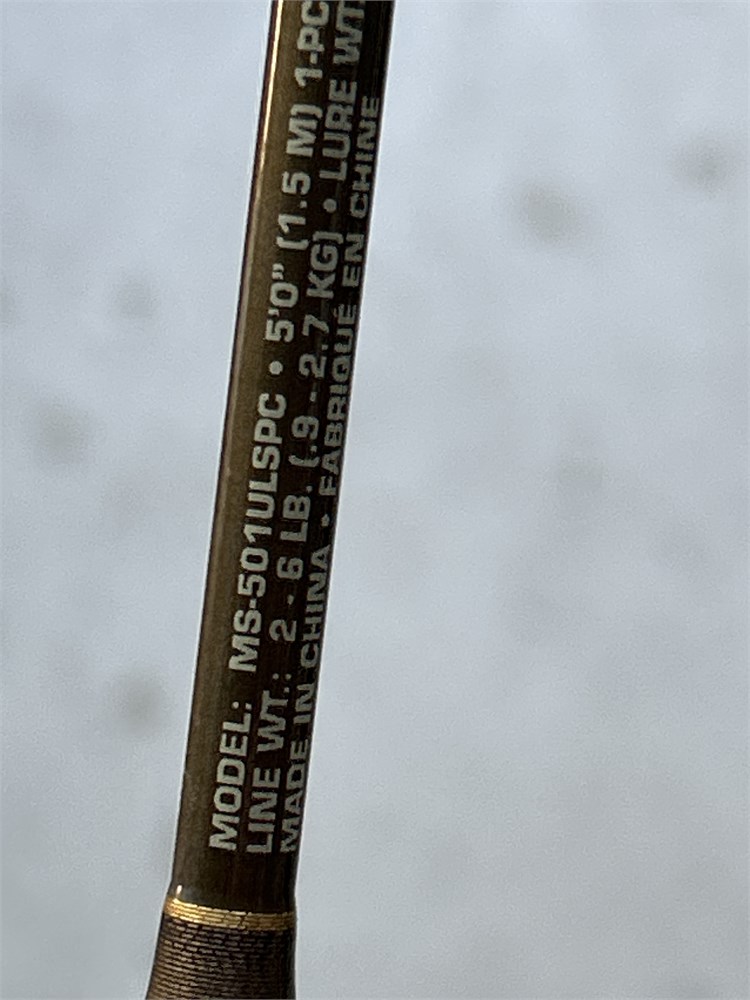 MODEL: MS-501ULSPC • 5'0" (1.5 M) 1-PC
LINE WT.: 2 - 6 LB. (.9 - 2.7 KG) • LURE WT
MADE IN CHINA • FABRIQUÉ EN CHINE